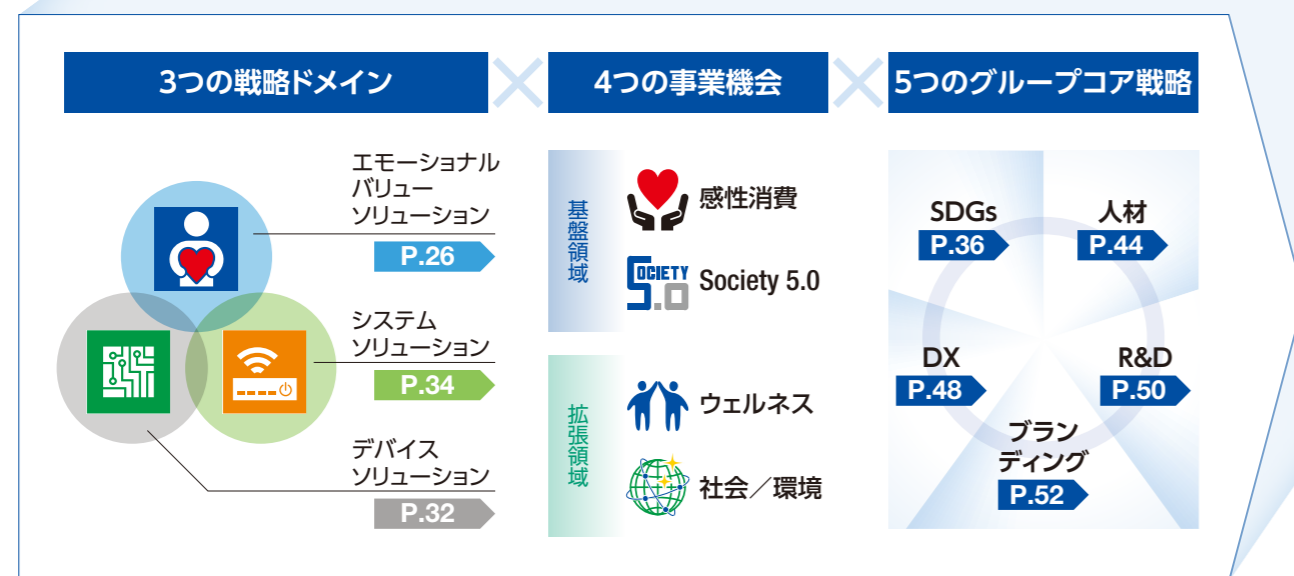 3つの戦略ドメイン
4つの事業機会
5つのグループコア戦略
エモーショナル
バリュー
ソリューション
P.26
システム
ソリューション
P.34
デバイス
ソリューション
P.32
基盤領域
感性消費
SOCIETY
5.0
Society 5.0
拡張領域
ウェルネス
社会／環境
SDGs
P.36
人材
P.44
DX
P.48
R&D
P.50
ブラン
ディング
P.52